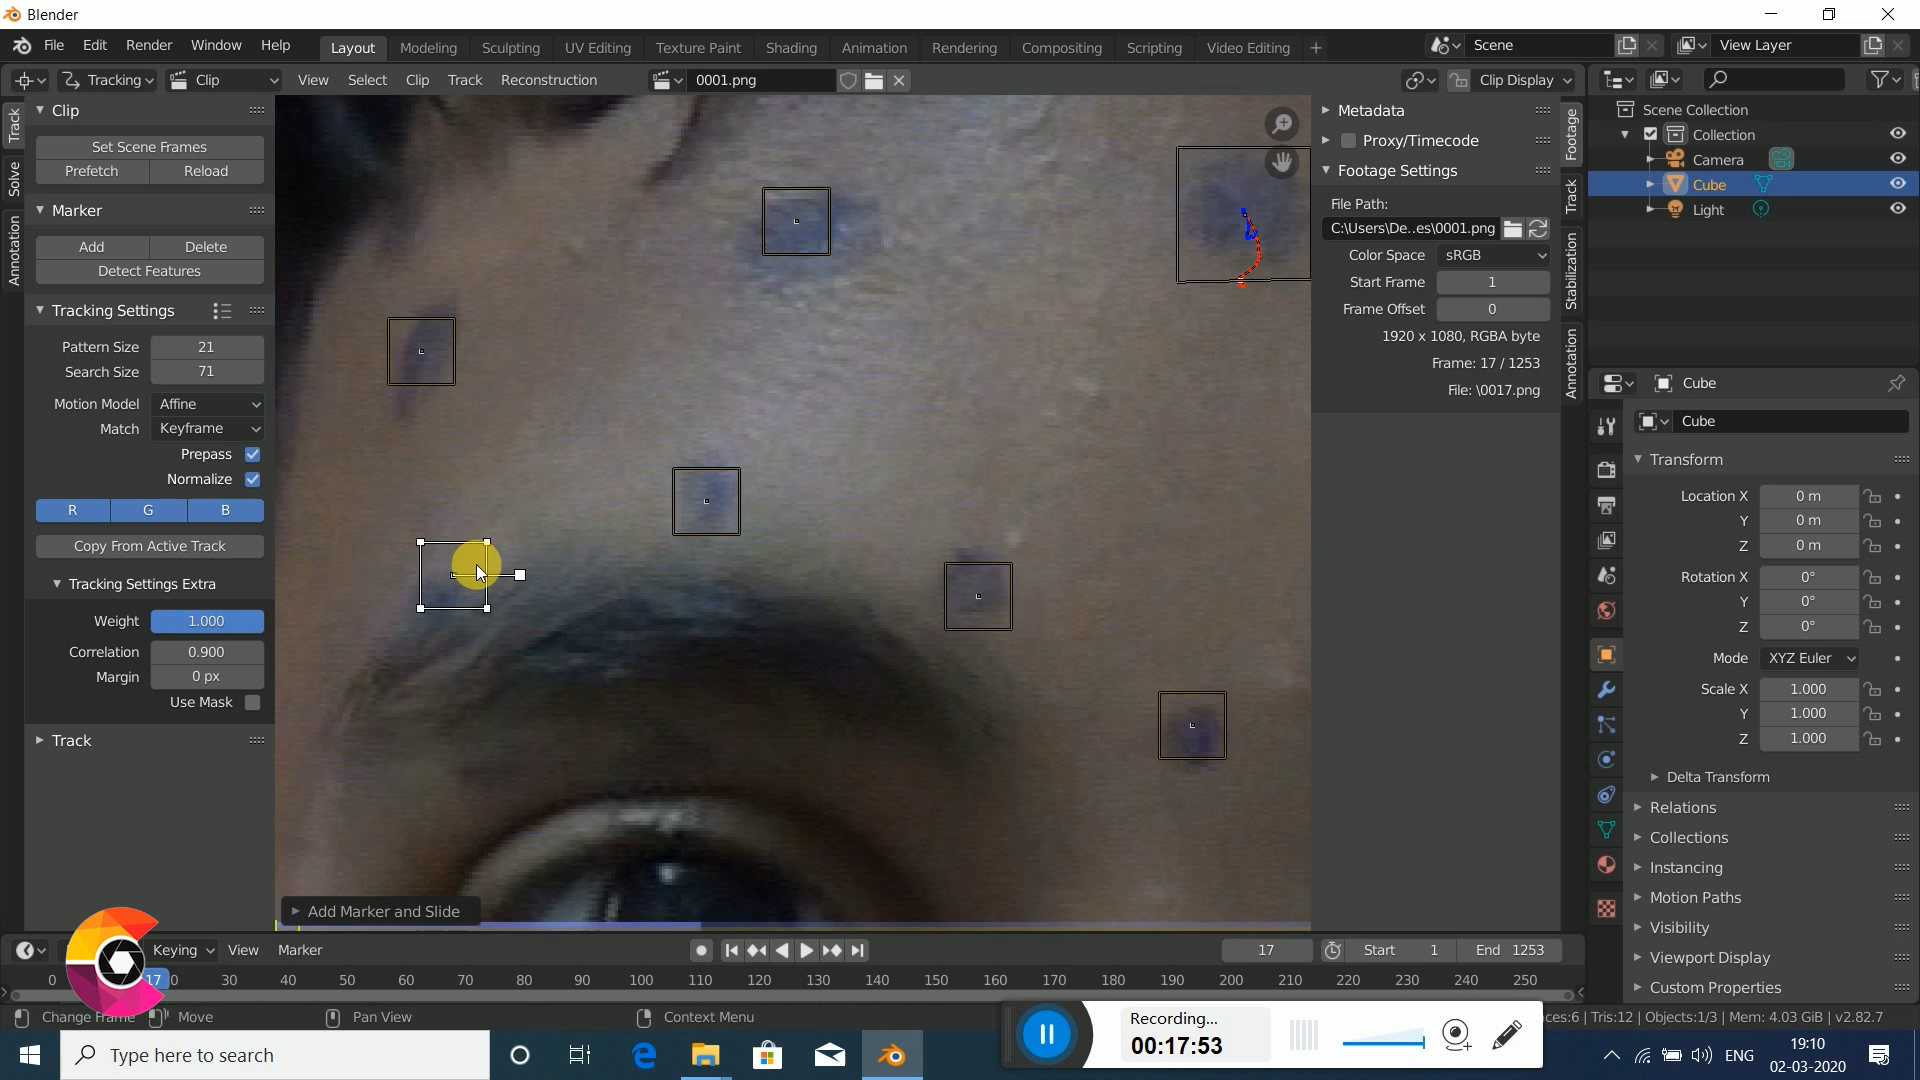 Blender
File Edit Render Window Help
Layout Modeling Sculpting UV Editing Texture Paint Shading Animation Rendering Compositing Scripting Video Editing +
Scene
View Layer
Tracking Clip View Select Clip Track Reconstruction 0001.png Clip Display
Track
Solve
Annotation
Clip
Set Scene Frames
Prefetch Reload
Marker
Add Delete
Detect Features
Tracking Settings
Pattern Size 21
Search Size 71
Motion Model Affine
Match Keyframe
Prepass
Normalize
R G B
Copy From Active Track
Tracking Settings Extra
Weight 1.000
Correlation 0.900
Margin 0 px
Use Mask
Track
Add Marker and Slide
Metadata
Proxy/Timecode
Footage Settings
File Path:
C:\Users\De..es\0001.png
Color Space sRGB
Start Frame 1
Frame Offset 0
1920 x 1080, RGBA byte
Frame: 17 / 1253
File: \0017.png
Footage
Track
Stabilization
Annotation
Scene Collection
Collection
Camera
Cube
Light
Cube
Cube
Transform
Location X 0 m
Y 0 m
Z 0 m
Rotation X 0°
Y 0°
Z 0°
Mode XYZ Euler
Scale X 1.000
Y 1.000
Z 1.000
Delta Transform
Relations
Collections
Instancing
Motion Paths
Visibility
Viewport Display
Custom Properties
Keying View Marker
17 Start 1 End 1253
0 17 0 30 40 50 60 70 80 90 100 110 120 130 140 150 160 170 180 190 200 210 220 230 240 250
Change Frame Move Pan View Context Menu
ces:6 | Tris:12 | Objects:1/3 | Mem: 4.03 GiB | v2.82.7
Recording...
00:17:53
Type here to search
ENG
19:10
02-03-2020